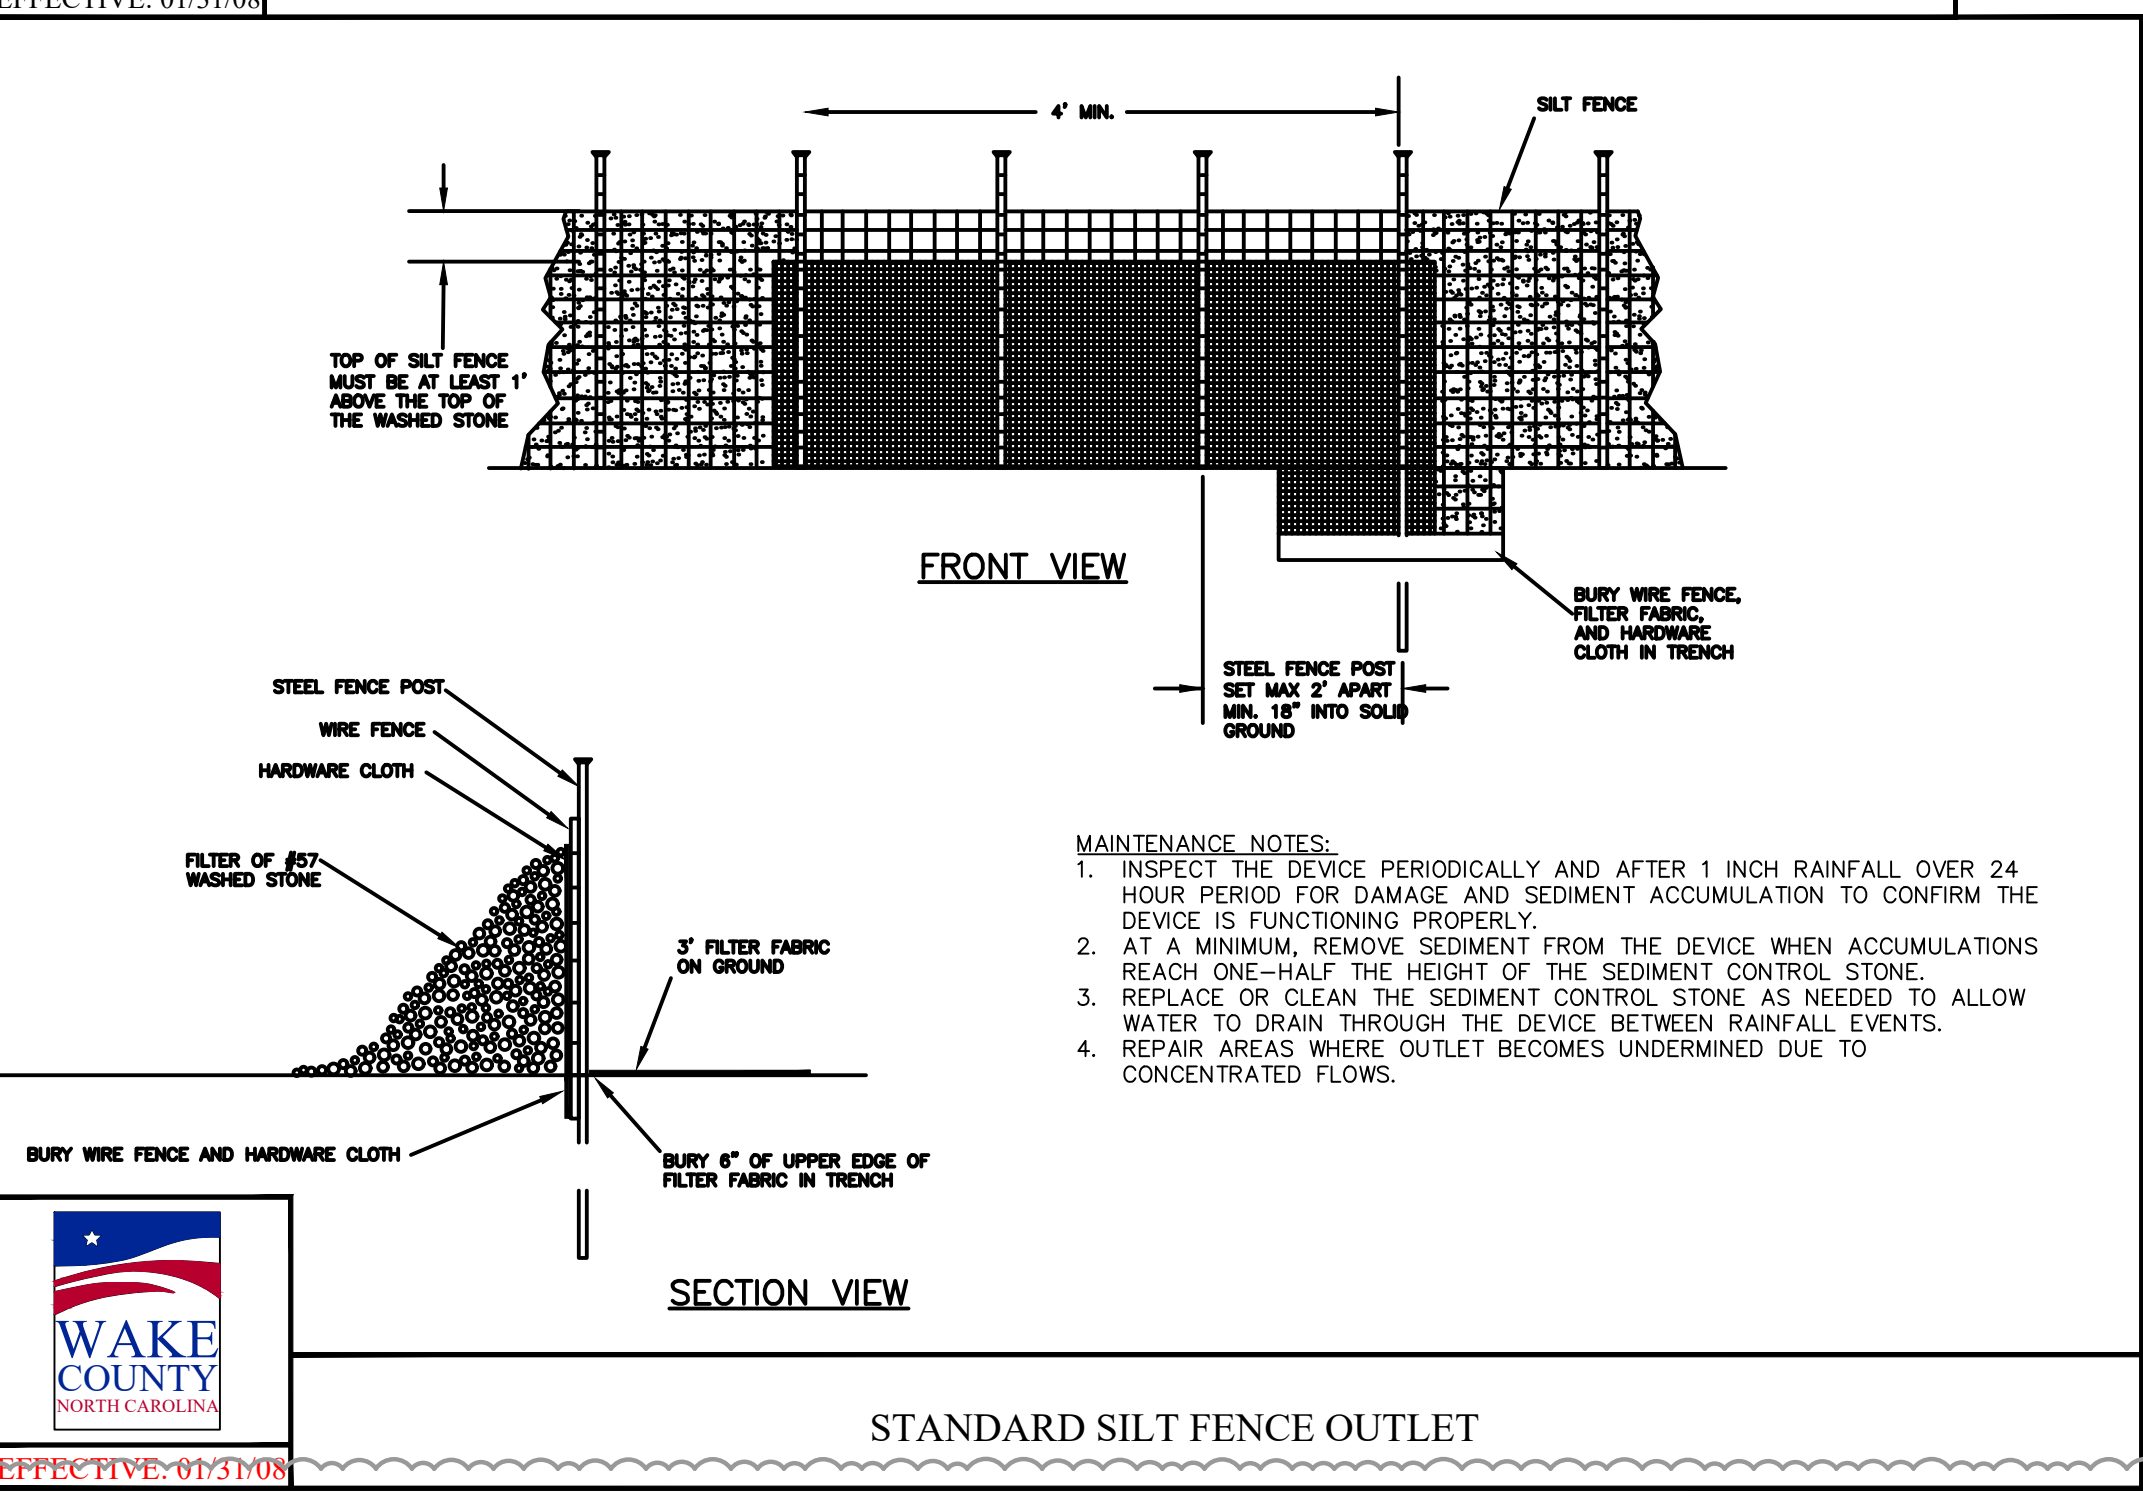 EFFECTIVE: 01/31/08
4' MIN.
SILT FENCE
TOP OF SILT FENCE
MUST BE AT LEAST 1'
ABOVE THE TOP OF
THE WASHED STONE
FRONT VIEW
BURY WIRE FENCE,
FILTER FABRIC,
AND HARDWARE
CLOTH IN TRENCH
STEEL FENCE POST
SET MAX 2' APART
MIN. 18" INTO SOLID
GROUND
STEEL FENCE POST
WIRE FENCE
HARDWARE CLOTH
FILTER OF #57
WASHED STONE
3' FILTER FABRIC
ON GROUND
BURY WIRE FENCE AND HARDWARE CLOTH
BURY 6" OF UPPER EDGE OF
FILTER FABRIC IN TRENCH
SECTION VIEW
MAINTENANCE NOTES:
1. INSPECT THE DEVICE PERIODICALLY AND AFTER 1 INCH RAINFALL OVER 24
HOUR PERIOD FOR DAMAGE AND SEDIMENT ACCUMULATION TO CONFIRM THE
DEVICE IS FUNCTIONING PROPERLY.
2. AT A MINIMUM, REMOVE SEDIMENT FROM THE DEVICE WHEN ACCUMULATIONS
REACH ONE-HALF THE HEIGHT OF THE SEDIMENT CONTROL STONE.
3. REPLACE OR CLEAN THE SEDIMENT CONTROL STONE AS NEEDED TO ALLOW
WATER TO DRAIN THROUGH THE DEVICE BETWEEN RAINFALL EVENTS.
4. REPAIR AREAS WHERE OUTLET BECOMES UNDERMINED DUE TO
CONCENTRATED FLOWS.
WAKE
COUNTY
NORTH CAROLINA
STANDARD SILT FENCE OUTLET
EFFECTIVE: 01/31/08